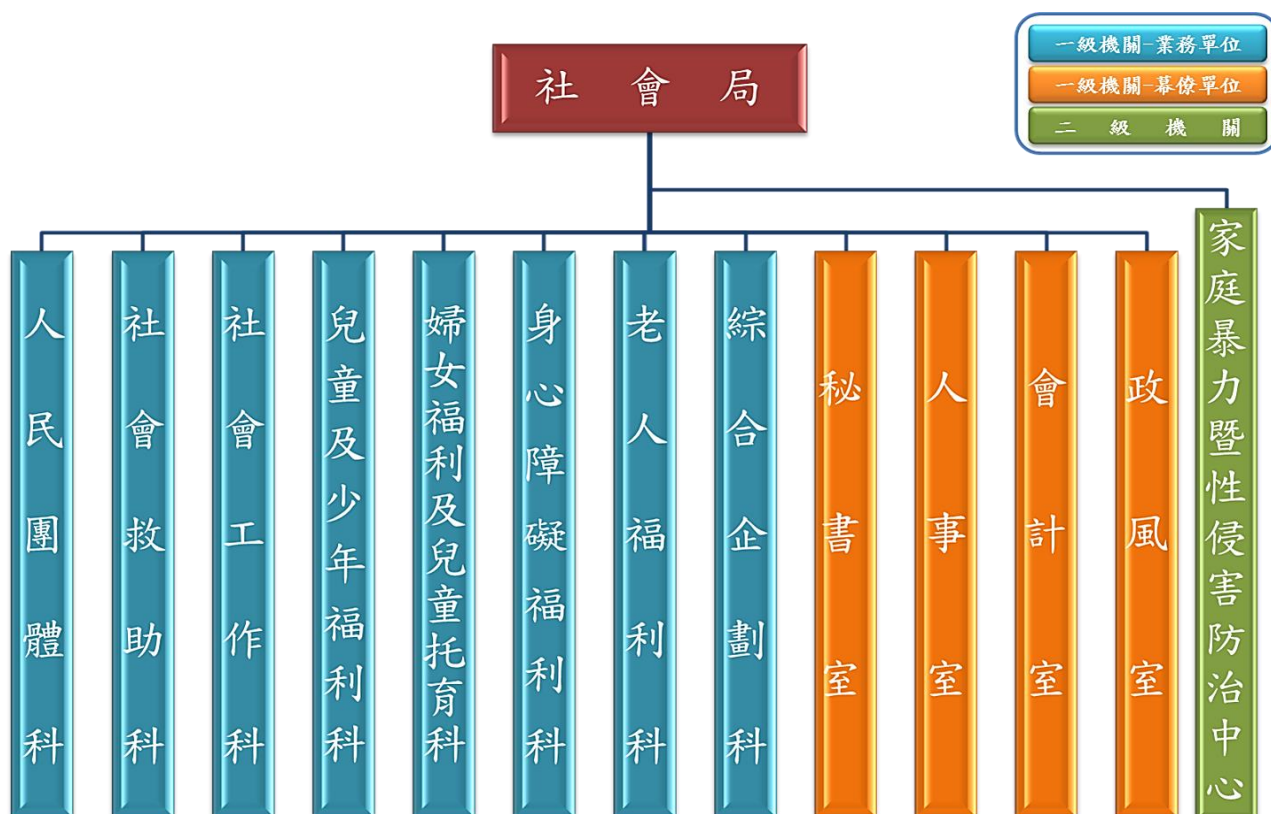 社會局
一級機關-業務單位
一級機關-幕僚單位
二級機關
人民團體科
社會救助科
社會工作科
兒童及少年福利科
婦女福利及兒童托育科
身心障礙福利科
老人福利科
綜合企劃科
秘書室
人事室
會計室
政風室
家庭暴力暨性侵害防治中心